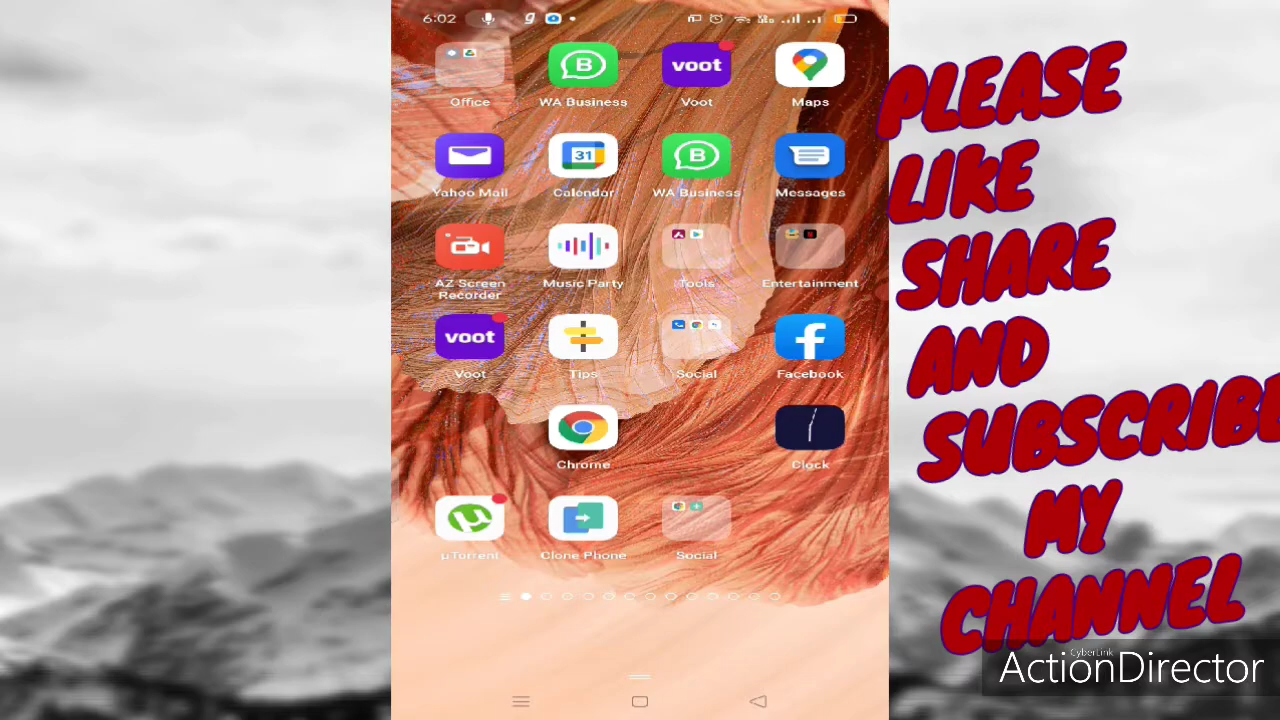 6:02
Office
WA Business
Voot
Maps
Yahoo Mail
31
Calendar
WA Business
Messages
AZ Screen
Recorder
Music Party
Tools
Entertainment
voot
voot
Voot
Tips
Social
Facebook
Chrome
Clock
µTorrent
Clone Phone
Social
PLEASE
LIKE
SHARE
AND
SUBSCRIBE
MY
CHANNEL
CyberLink
ActionDirector